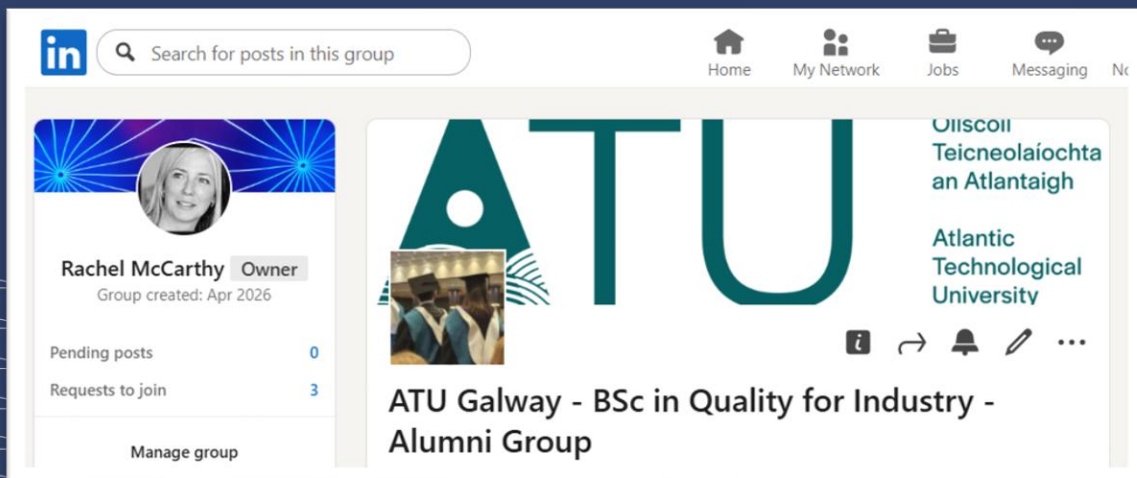 in
Search for posts in this group
Home
My Network
Jobs
Messaging
Rachel McCarthy Owner
Group created: Apr 2026
Pending posts 0
Requests to join 3
Manage group
ATU
Ollscoil
Teicneolaíochta
an Atlantaigh
Atlantic
Technological
University
ATU Galway - BSc in Quality for Industry -
Alumni Group